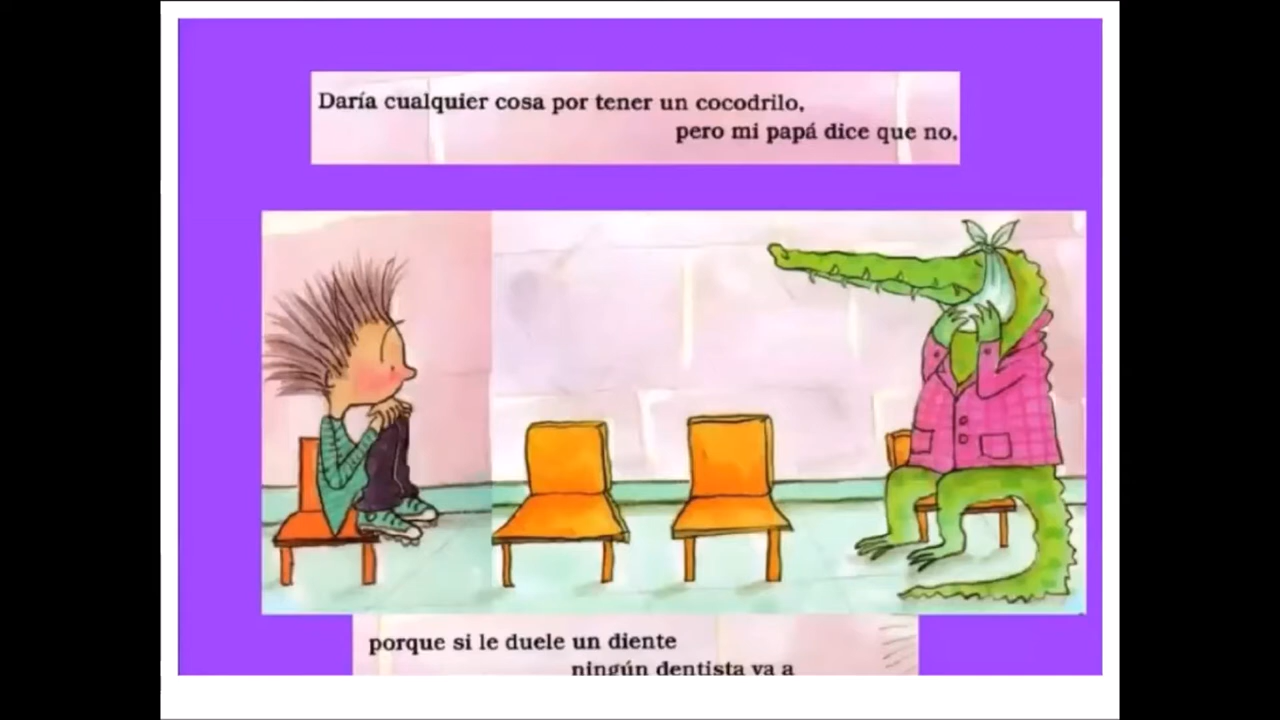 Daría cualquier cosa por tener un cocodrilo,
pero mi papá dice que no,
porque si le duele un diente
ningún dentista va a